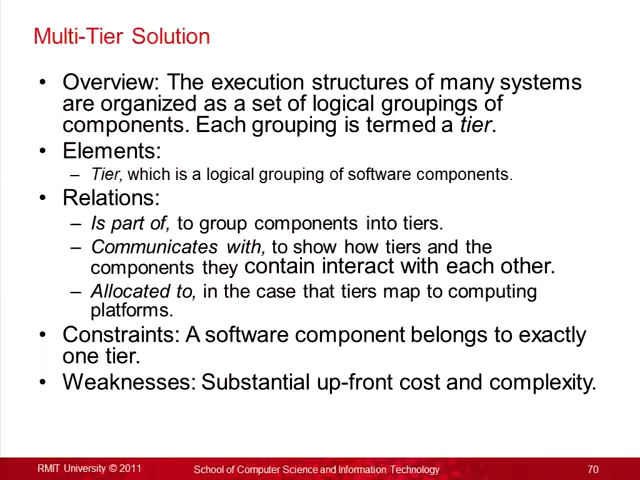 Multi-Tier Solution
• Overview: The execution structures of many systems
are organized as a set of logical groupings of
components. Each grouping is termed a tier.
• Elements:
– Tier, which is a logical grouping of software components.
• Relations:
– Is part of, to group components into tiers.
– Communicates with, to show how tiers and the
components they contain interact with each other.
– Allocated to, in the case that tiers map to computing
platforms.
• Constraints: A software component belongs to exactly
one tier.
• Weaknesses: Substantial up-front cost and complexity.
RMIT University © 2011 School of Computer Science and Information Technology 70